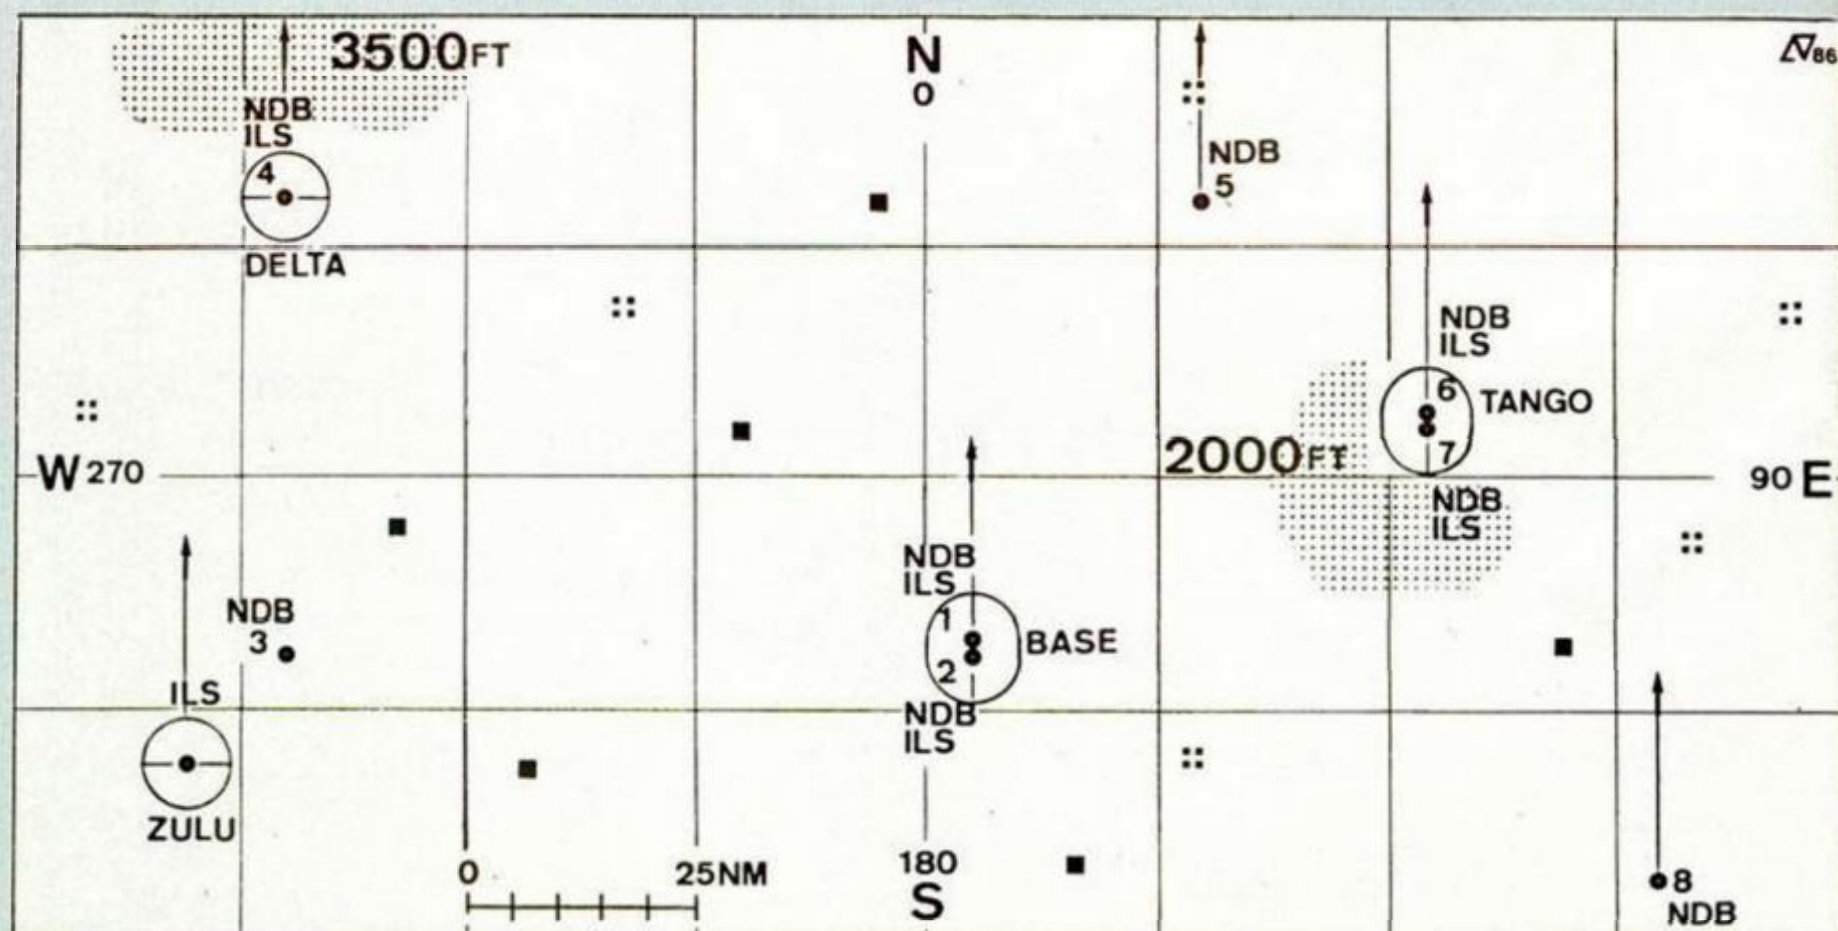 3500FT
N
0
86
NDB
ILS
4
DELTA
NDB
5
NDB
ILS
6
TANGO
7
NDB
ILS
2000FT
W 270
90 E
NDB
ILS
1
BASE
2
NDB
ILS
NDB
3
ILS
ZULU
0
25NM
180
S
8
NDB